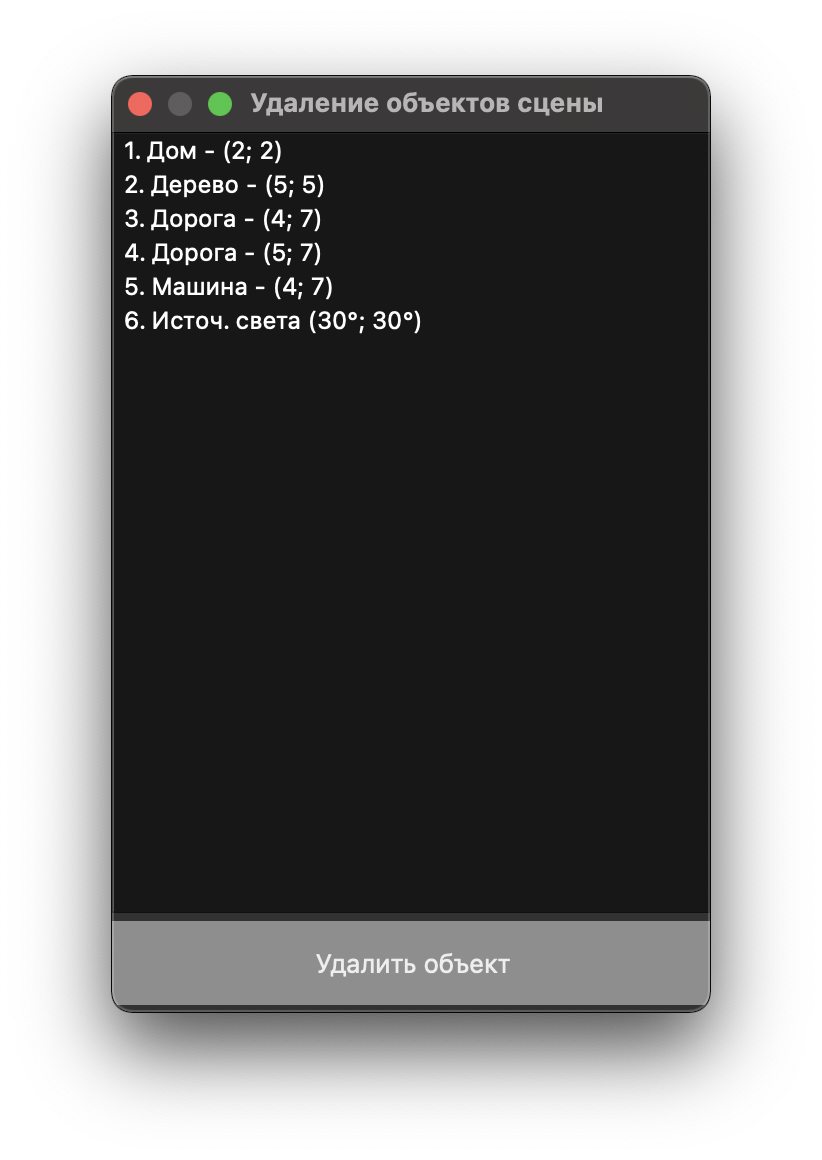 Удаление объектов сцены
1. Дом - (2; 2)
2. Дерево - (5; 5)
3. Дорога - (4; 7)
4. Дорога - (5; 7)
5. Машина - (4; 7)
6. Источ. света (30°; 30°)
Удалить объект